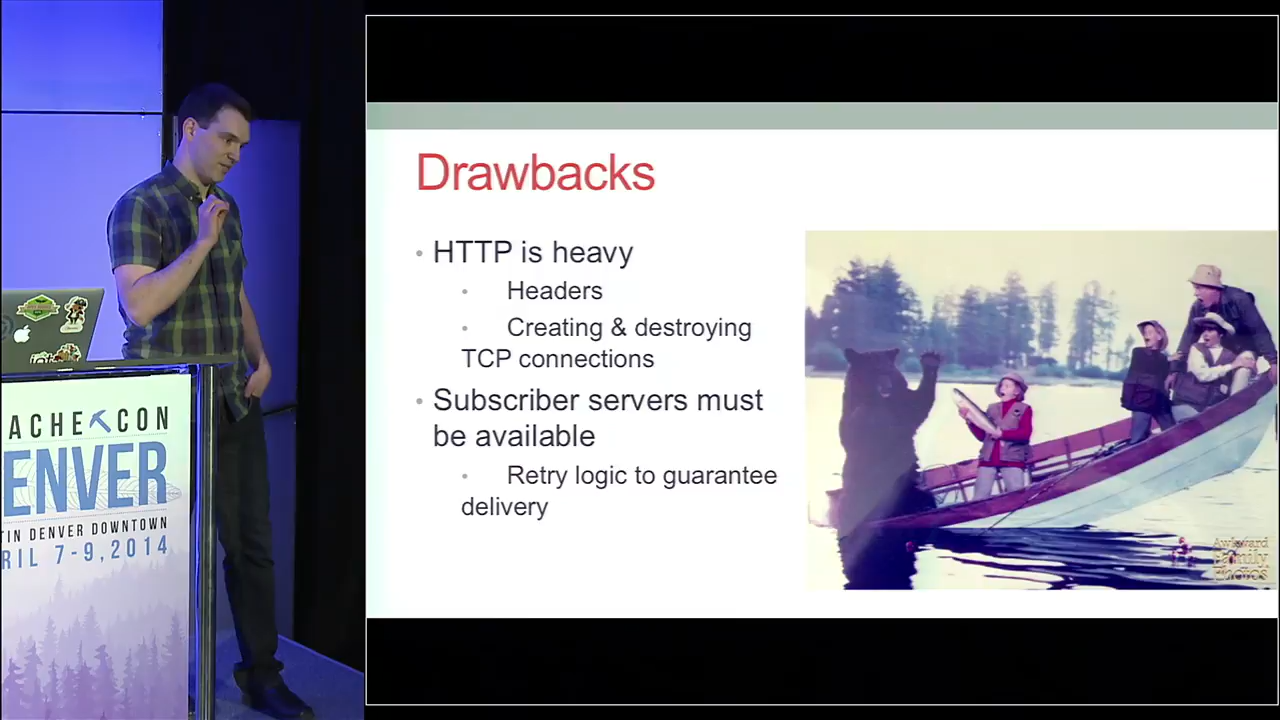 Drawbacks
• HTTP is heavy
• Headers
• Creating & destroying
TCP connections
• Subscriber servers must
be available
• Retry logic to guarantee
delivery
Awkward
Family
Photos
ACHE CON
ENVER
TIN DENVER DOWNTOWN
RIL 7-9, 2014